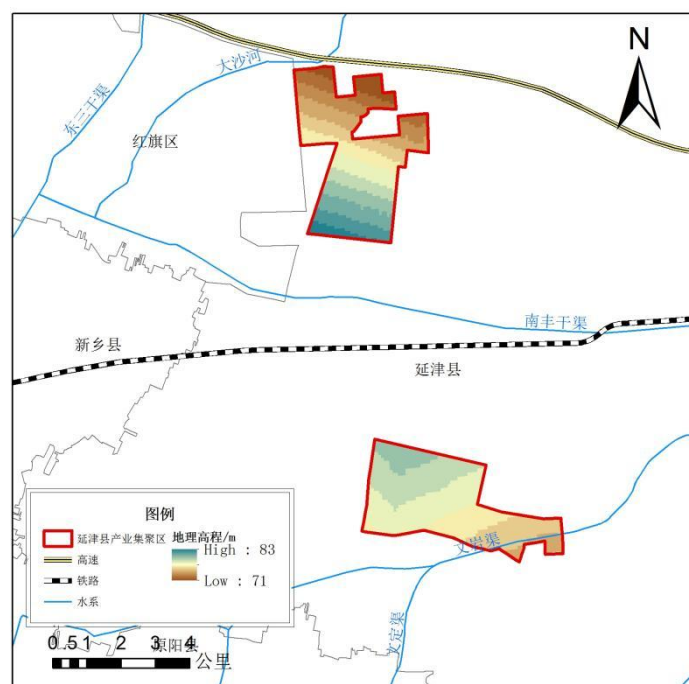 N
大沙河
东三干渠
红旗区
南丰干渠
新乡县
延津县
图例
延津县产业集聚区
地理高程/m
High : 83
Low : 71
高速
铁路
水系
文岩渠
文定渠
原阳县
0 0.5 1 2 3 4
公里